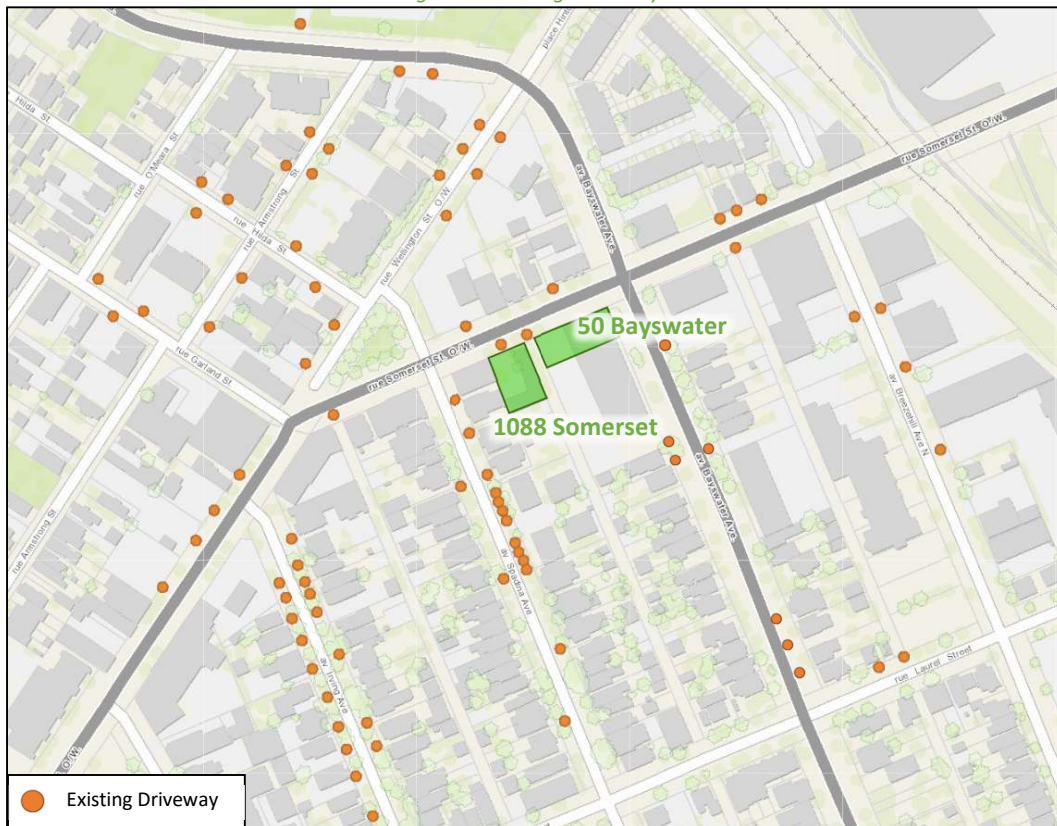 place Hinto
Hilda St
rue O'Meara St
rue Armstrong St
rue Hilda St
rue Wellington St. O./W.
av. Bayswater Ave.
rue Somerset St. O./W.
50 Bayswater
rue Somerset St. O./W.
rue Garland St
1088 Somerset
av. Breezehill Ave N
av. Bayswater Ave.
rue Armstrong St
av. Spadina Ave
av. Irving Ave
rue Laurel Street
Existing Driveway